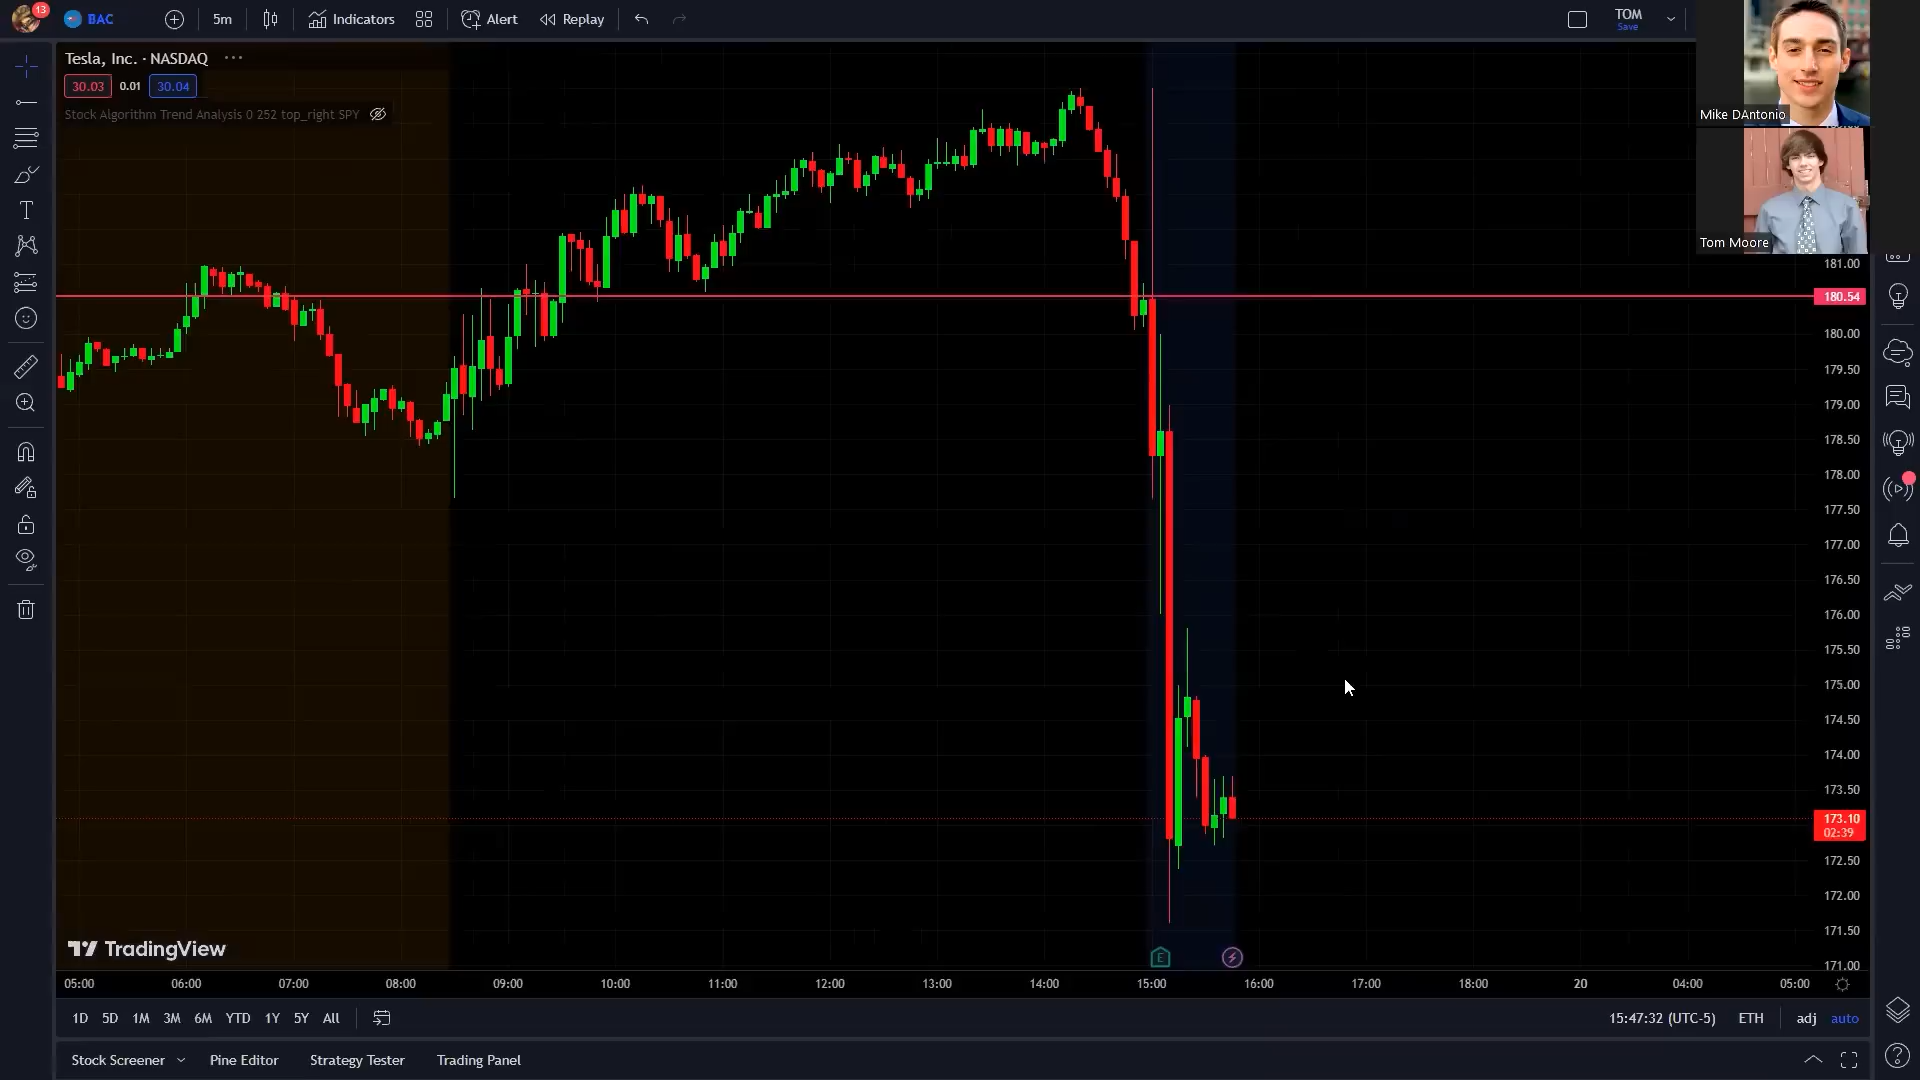 13
BAC
5m
Indicators
Alert
Replay
TOM
Save
Tesla, Inc. · NASDAQ
30.03
0.01
30.04
Stock Algorithm Trend Analysis 0 252 top_right SPY
Mike DAntonio
Tom Moore
181.00
180.54
180.00
179.50
179.00
178.50
178.00
177.50
177.00
176.50
176.00
175.50
175.00
174.50
174.00
173.50
173.10
02:39
172.50
172.00
171.50
171.00
E
TradingView
05:00
06:00
07:00
08:00
09:00
10:00
11:00
12:00
13:00
14:00
15:00
16:00
17:00
18:00
20
04:00
05:00
1D
5D
1M
3M
6M
YTD
1Y
5Y
All
15:47:32 (UTC-5)
ETH
adj
auto
Stock Screener
Pine Editor
Strategy Tester
Trading Panel